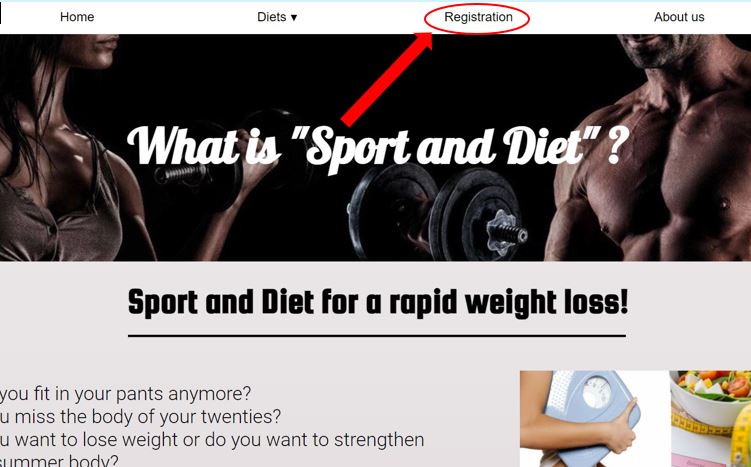 Home Diets ▾ Registration About us
What is "Sport and Diet" ?
Sport and Diet for a rapid weight loss!
you fit in your pants anymore?
u miss the body of your twenties?
u want to lose weight or do you want to strengthen
summer body?